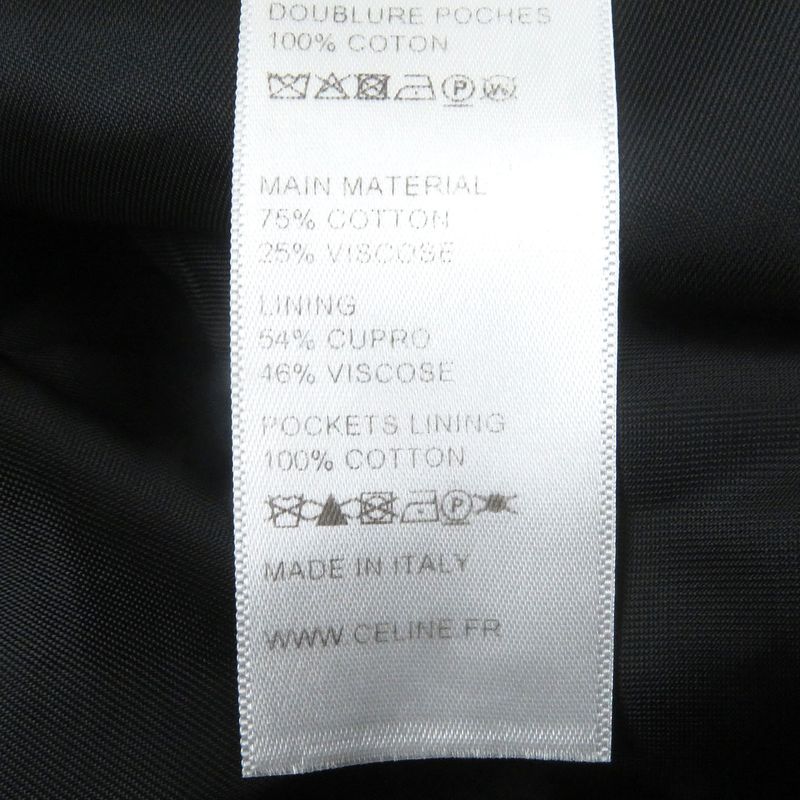 DOUBLURE POCHES
100% COTON
P W
MAIN MATERIAL
75% COTTON
25% VISCOSE
LINING
54% CUPRO
46% VISCOSE
POCKETS LINING
100% COTTON
P
MADE IN ITALY
WWW.CELINE.FR